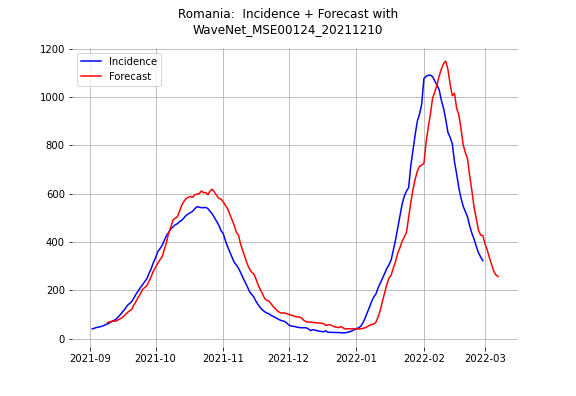 Romania:  Incidence + Forecast with
WaveNet_MSE00124_20211210
1200
1000
800
600
400
200
0
Incidence
Forecast
2021-09 2021-10 2021-11 2021-12 2022-01 2022-02 2022-03